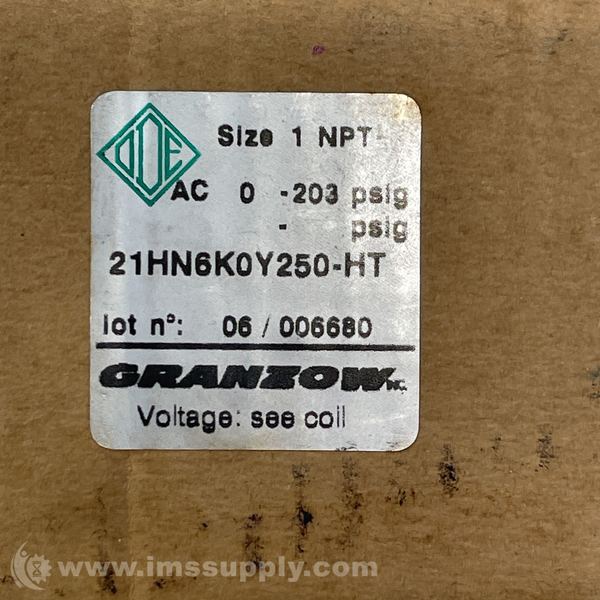 ODE
Size 1 NPT
AC 0 -203 psig
- psig
21HN6K0Y250-HT
lot n°: 06 / 006680
GRANZOW INC.
Voltage: see coil
www.imssupply.com